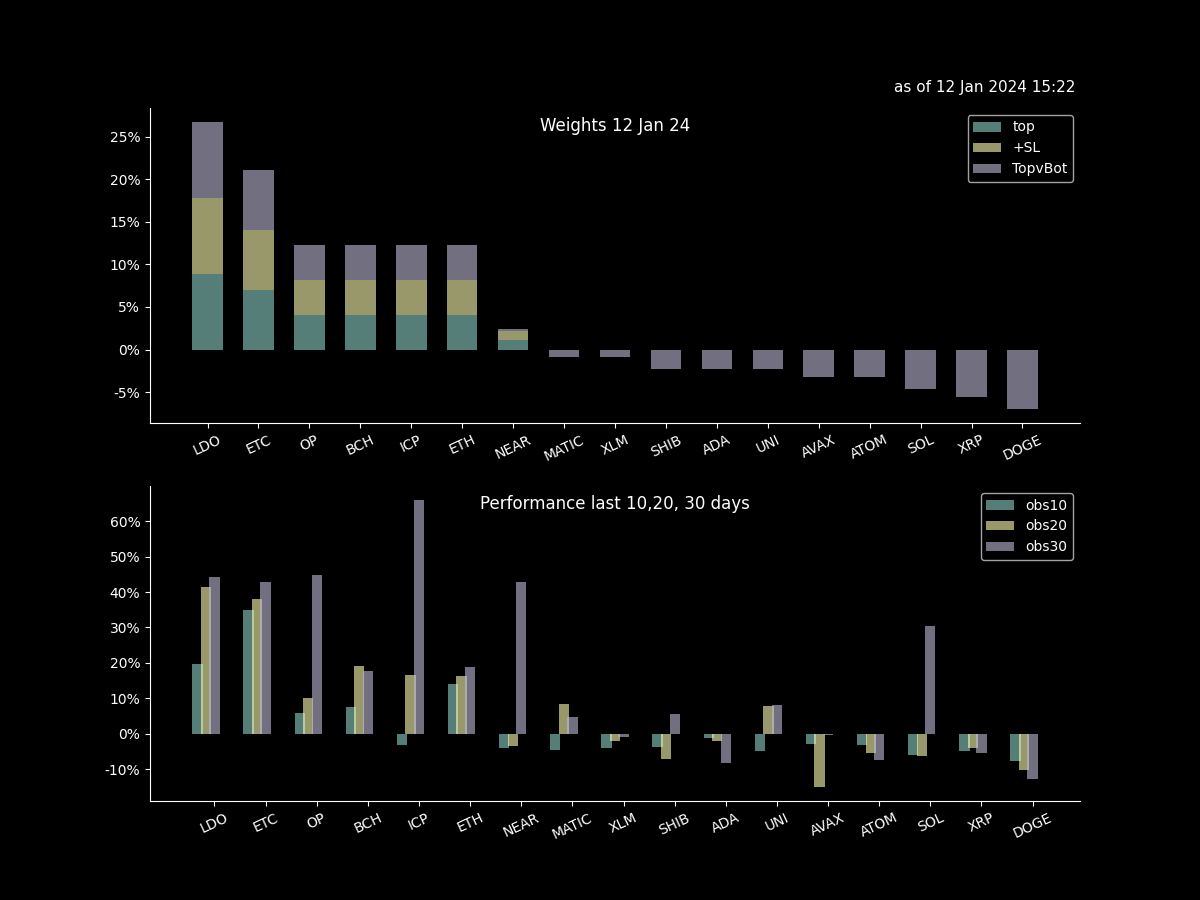 as of 12 Jan 2024 15:22
Weights 12 Jan 24
top
+SL
TopvBot
25%
20%
15%
10%
5%
0%
-5%
LDO ETC OP BCH ICP ETH NEAR MATIC XLM SHIB ADA UNI AVAX ATOM SOL XRP DOGE
Performance last 10,20, 30 days
obs10
obs20
obs30
60%
50%
40%
30%
20%
10%
0%
-10%
LDO ETC OP BCH ICP ETH NEAR MATIC XLM SHIB ADA UNI AVAX ATOM SOL XRP DOGE